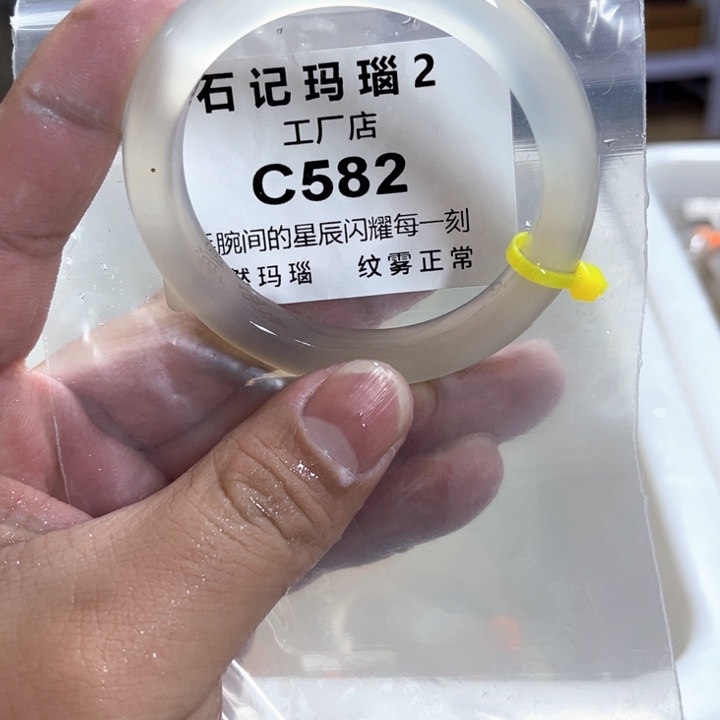 石记玛瑙2
工厂店
C582
腕间的星辰闪耀每一刻
然玛瑙 纹雾正常